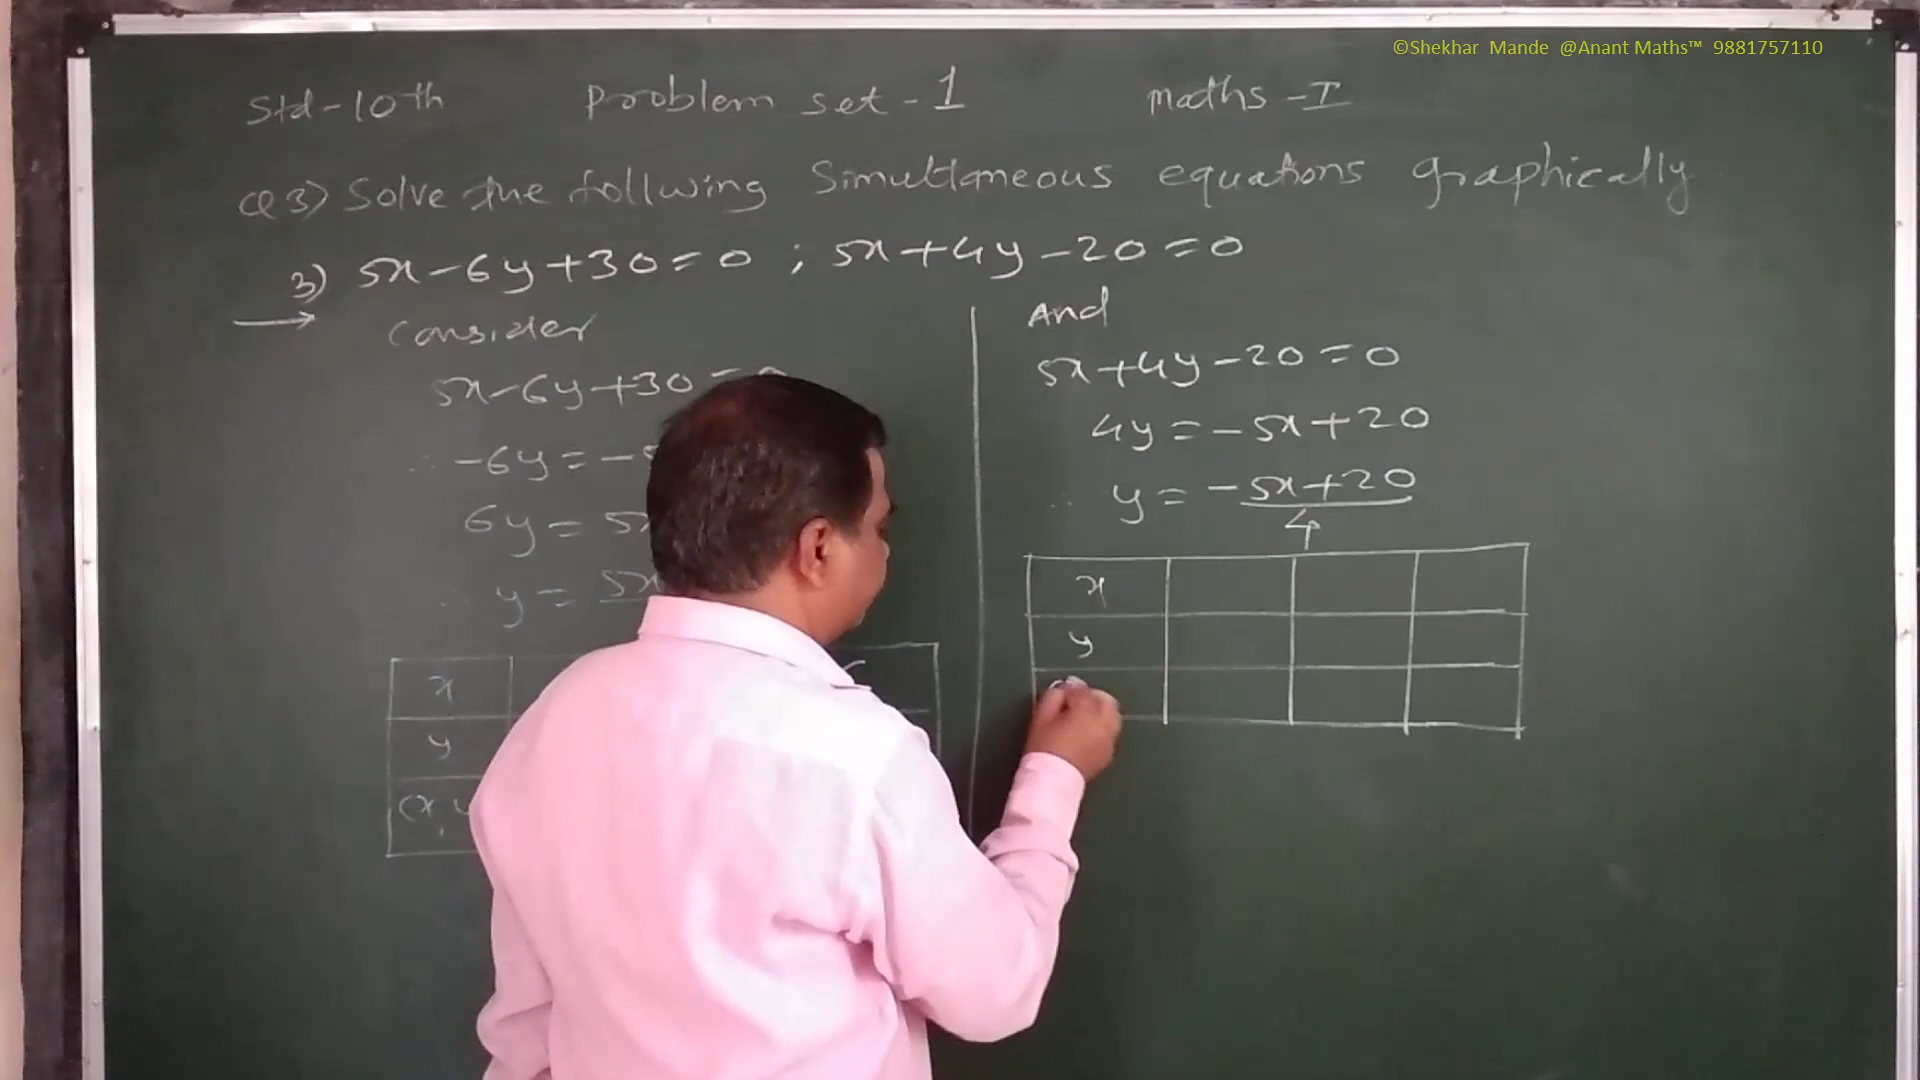 ©Shekhar Mande @Anant Maths™ 9881757110
Std-10th Problem set-1 Maths-I
Q3) Solve the follwing Simultaneous equations graphically
3) 5x-6y+30=0 ; 5x+4y-20=0
Consider
5x-6y+30=0
∴ -6y=-5
6y=5x
∴ y=5x
x
y
(x,y
And
5x+4y-20=0
4y=-5x+20
∴ y=-5x+20
4
x
y